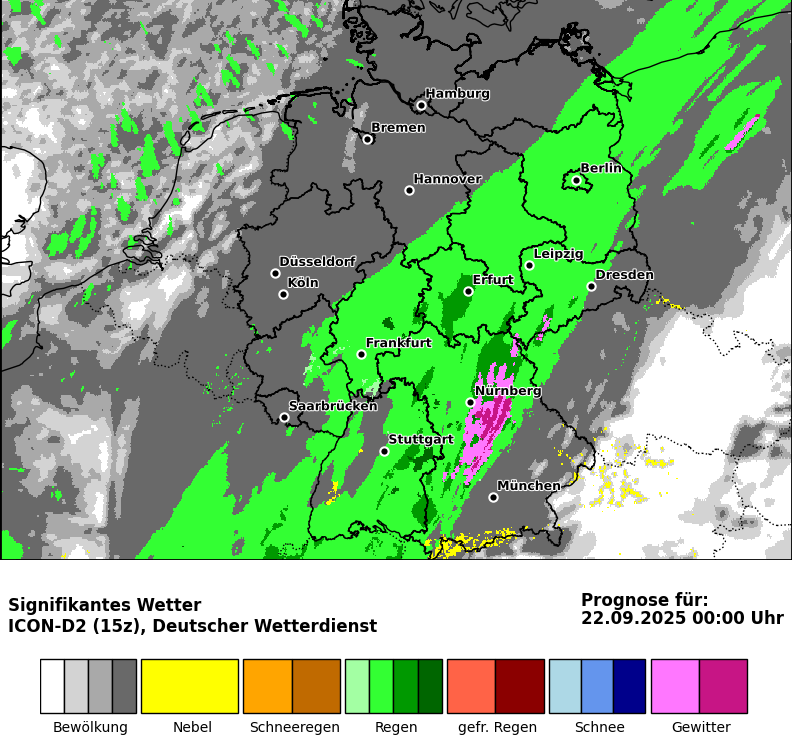 Hamburg
Bremen
Berlin
Hannover
Leipzig
Düsseldorf
Dresden
Köln
Erfurt
Frankfurt
Nürnberg
Saarbrücken
Stuttgart
München
Signifikantes Wetter
ICON-D2 (15z), Deutscher Wetterdienst
Prognose für:
22.09.2025 00:00 Uhr
Bewölkung
Nebel
Schneeregen
Regen
gefr. Regen
Schnee
Gewitter